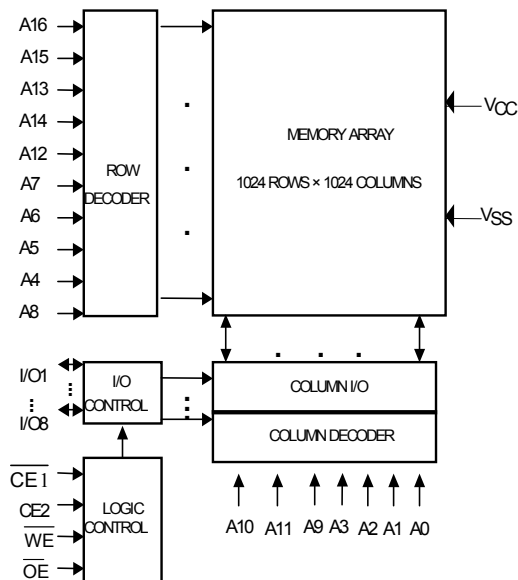 A16
A15
A13
A14
A12
A7
A6
A5
A4
A8
ROW
DECODER
MEMORY ARRAY
1024 ROWS × 1024 COLUMNS
VCC
VSS
I/O1
I/O8
I/O
CONTROL
COLUMN I/O
COLUMN DECODER
CE1
CE2
WE
OE
LOGIC
CONTROL
A10 A11 A9 A3 A2 A1 A0